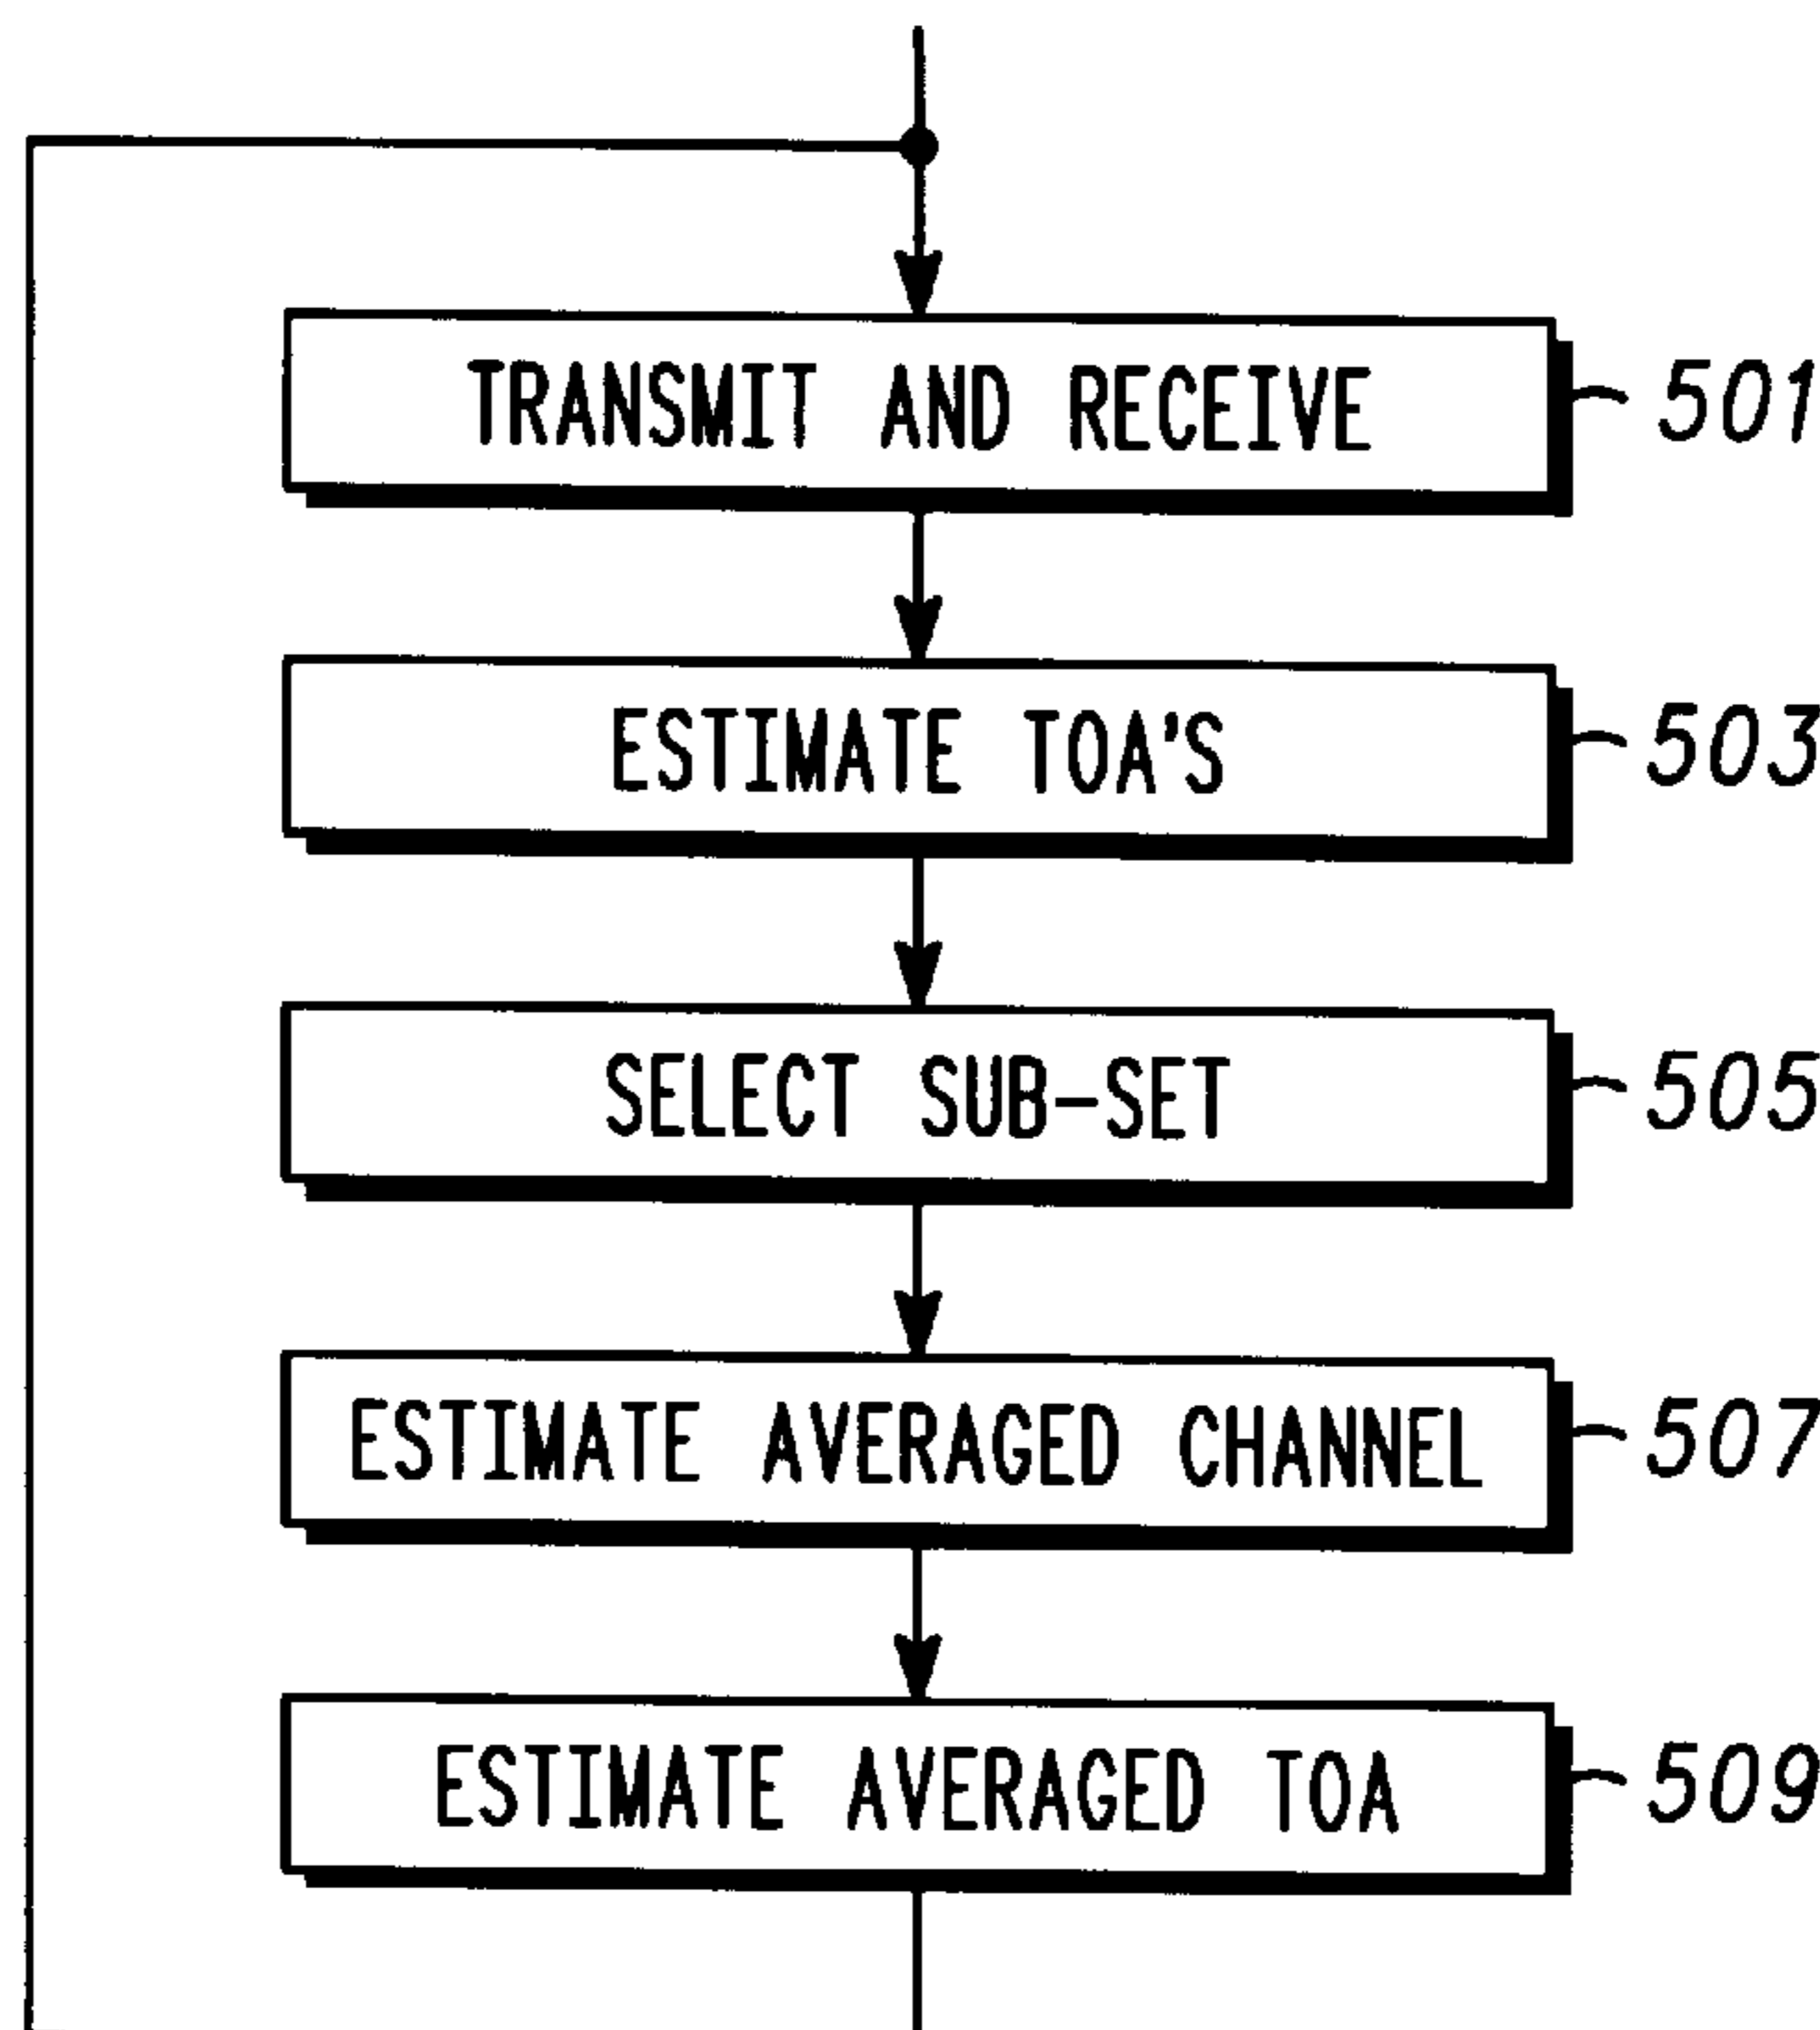 TRANSMIT AND RECEIVE 501
ESTIMATE TOA'S 503
SELECT SUB-SET 505
ESTIMATE AVERAGED CHANNEL 507
ESTIMATE AVERAGED TOA 509